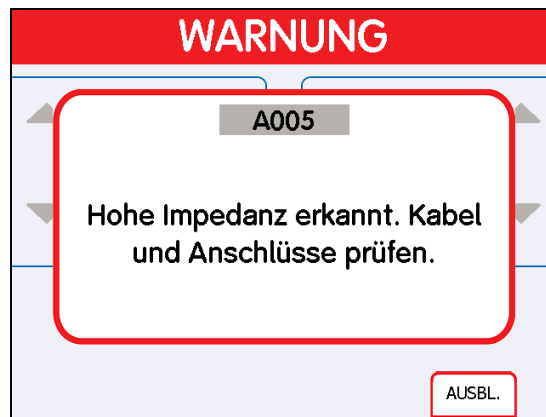 WARNUNG
A005
Hohe Impedanz erkannt. Kabel
und Anschlüsse prüfen.
AUSBL.